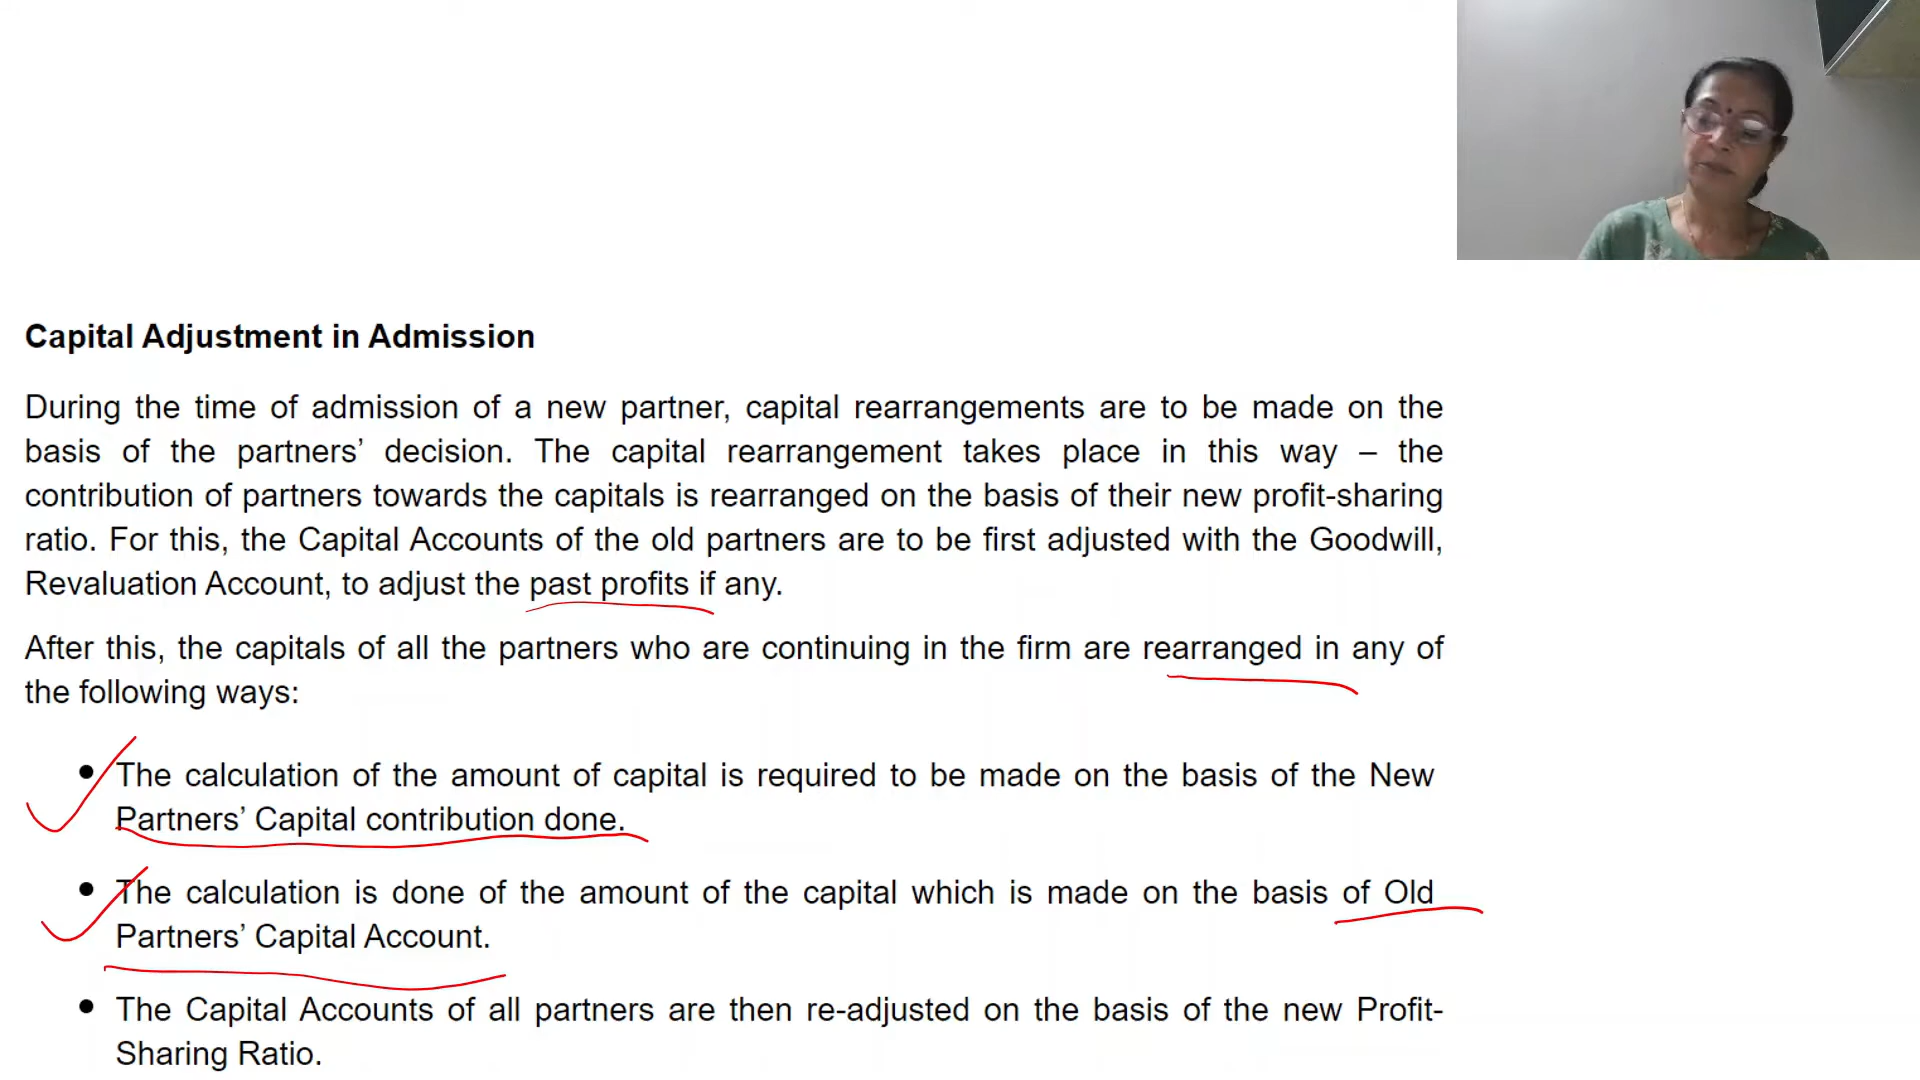 Capital Adjustment in Admission
During the time of admission of a new partner, capital rearrangements are to be made on the
basis of the partners’ decision. The capital rearrangement takes place in this way – the
contribution of partners towards the capitals is rearranged on the basis of their new profit-sharing
ratio. For this, the Capital Accounts of the old partners are to be first adjusted with the Goodwill,
Revaluation Account, to adjust the past profits if any.
After this, the capitals of all the partners who are continuing in the firm are rearranged in any of
the following ways:
● The calculation of the amount of capital is required to be made on the basis of the New
Partners’ Capital contribution done.
● The calculation is done of the amount of the capital which is made on the basis of Old
Partners’ Capital Account.
● The Capital Accounts of all partners are then re-adjusted on the basis of the new Profit-
Sharing Ratio.